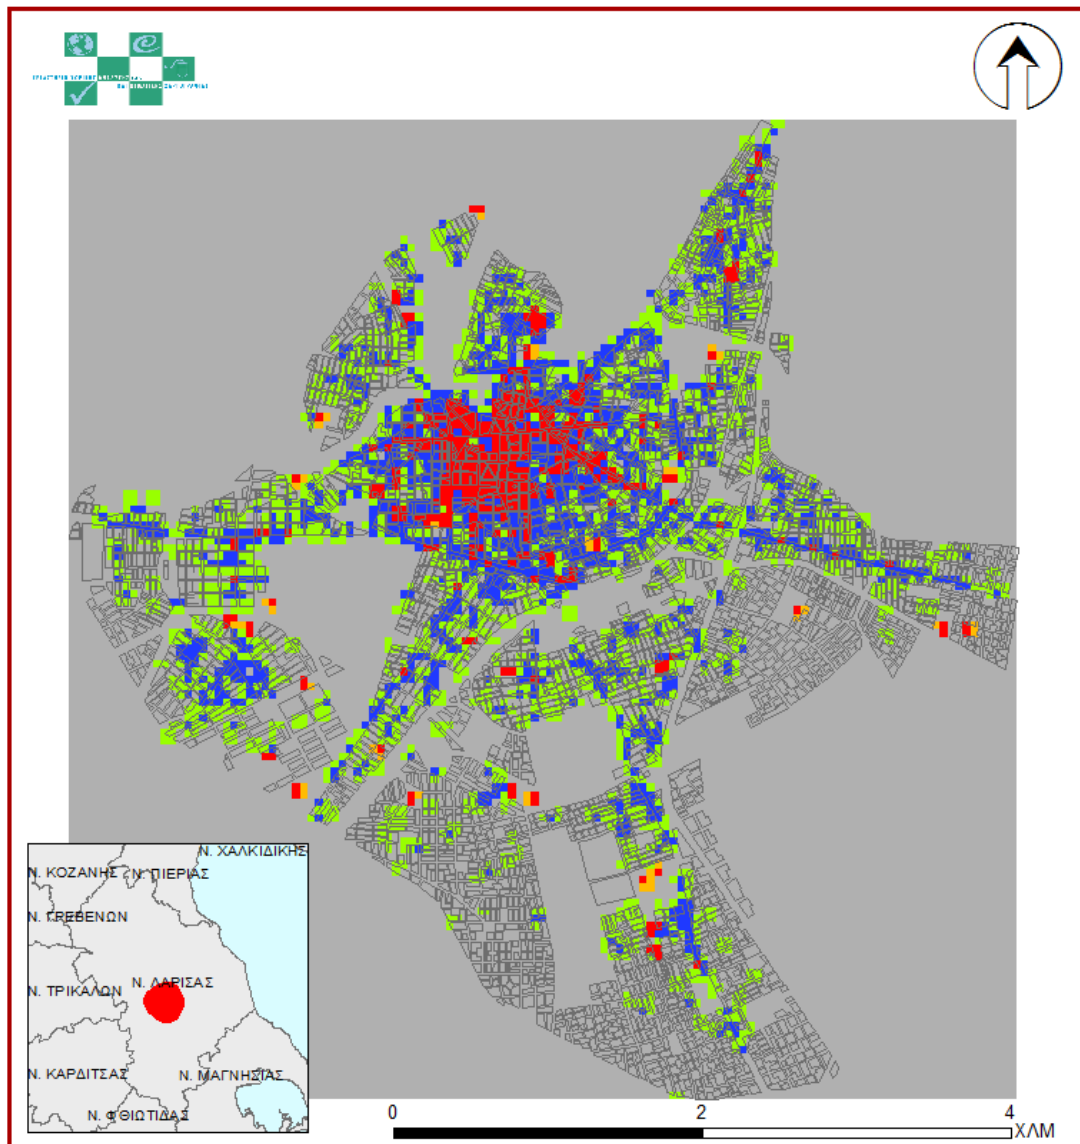 Ν. ΧΑΛΚΙΔΙΚΗΣ
Ν. ΚΟΖΑΝΗΣ
Ν. ΠΙΕΡΙΑΣ
Ν. ΓΡΕΒΕΝΩΝ
Ν. ΛΑΡΙΣΑΣ
Ν. ΤΡΙΚΑΛΩΝ
Ν. ΚΑΡΔΙΤΣΑΣ
Ν. ΜΑΓΝΗΣΙΑΣ
Ν. ΦΘΙΩΤΙΔΑΣ
0 2 4
ΧΛΜ